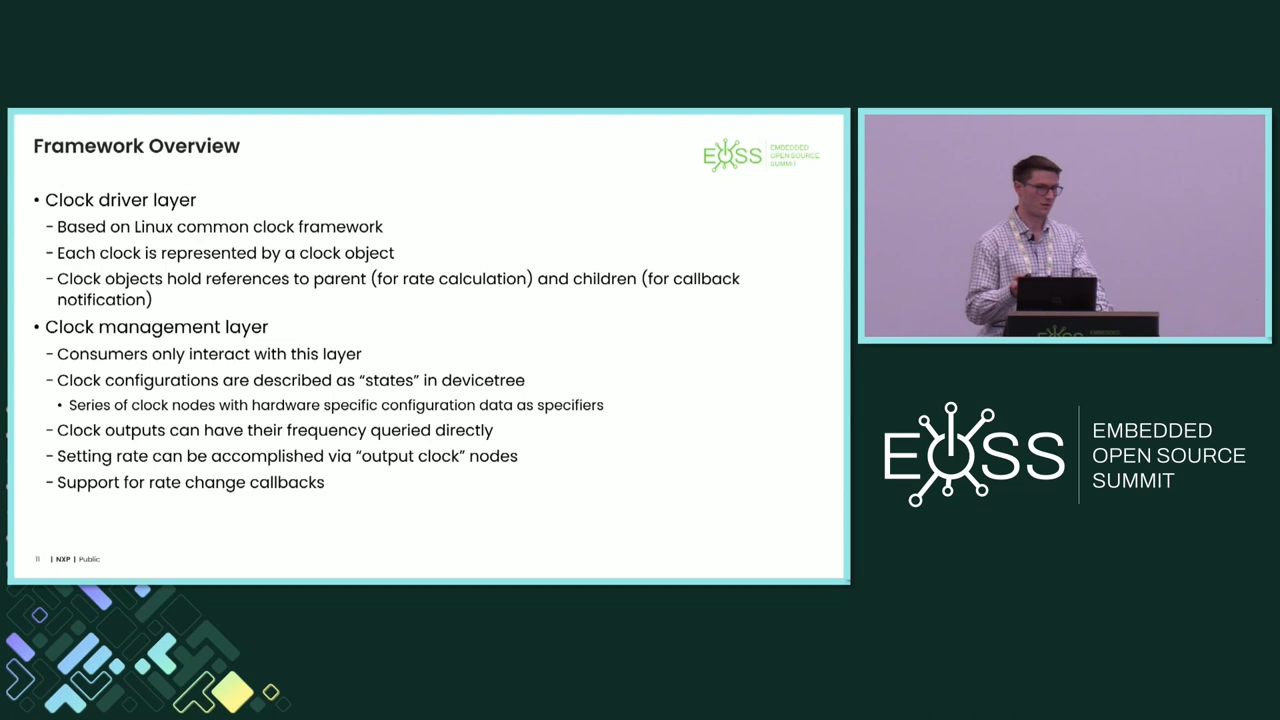 Framework Overview
EOSS
EMBEDDED
OPEN SOURCE
SUMMIT
• Clock driver layer
- Based on Linux common clock framework
- Each clock is represented by a clock object
- Clock objects hold references to parent (for rate calculation) and children (for callback
notification)
• Clock management layer
- Consumers only interact with this layer
- Clock configurations are described as “states” in devicetree
• Series of clock nodes with hardware specific configuration data as specifiers
- Clock outputs can have their frequency queried directly
- Setting rate can be accomplished via “output clock” nodes
- Support for rate change callbacks
11 | NXP | Public
EOSS
EMBEDDED
OPEN SOURCE
SUMMIT